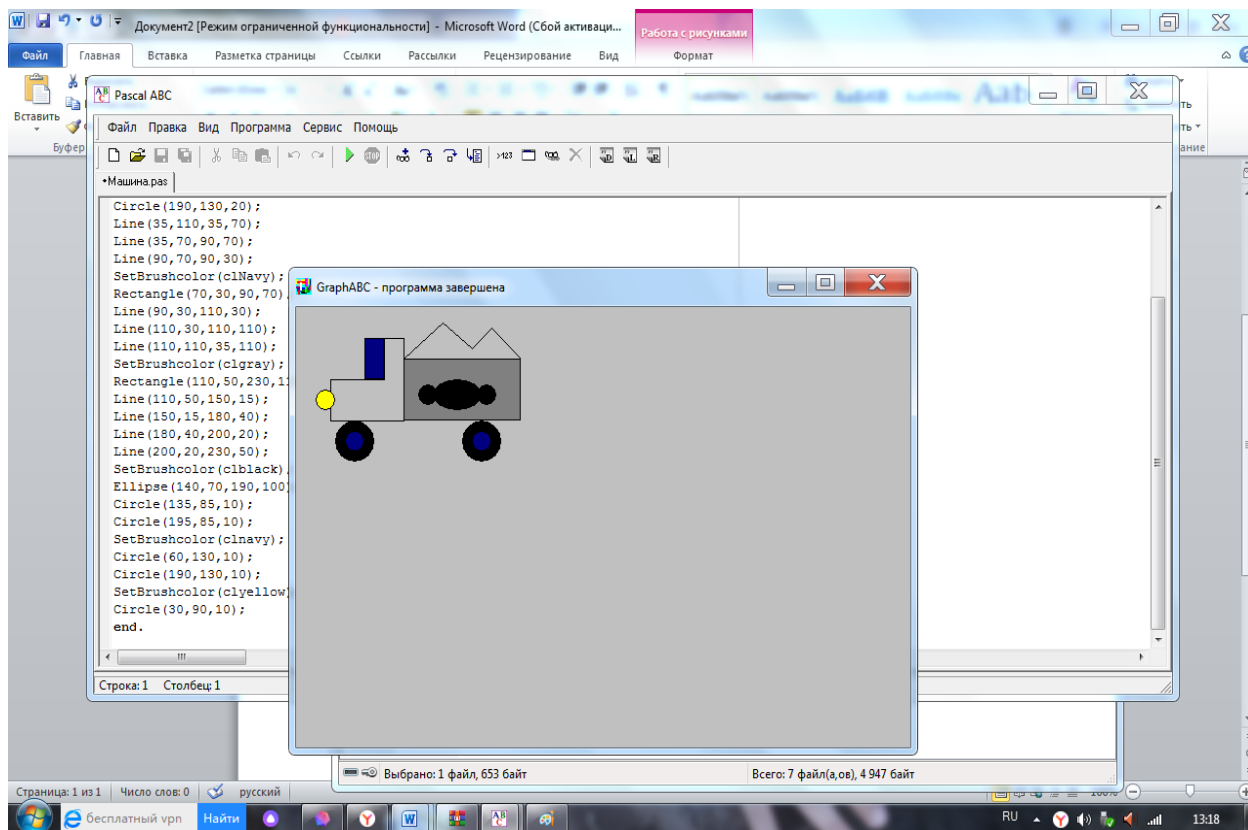 Документ2 [Режим ограниченной функциональности] - Microsoft Word (Сбой активаци...
Работа с рисунками
Файл Главная Вставка Разметка страницы Ссылки Рассылки Рецензирование Вид Формат
Вставить
Pascal ABC
Файл Правка Вид Программа Сервис Помощь
•Машина.pas
Circle(190,130,20);
Line(35,110,35,70);
Line(35,70,90,70);
Line(90,70,90,30);
SetBrushcolor(clNavy);
Rectangle(70,30,90,70)
Line(90,30,110,30);
Line(110,30,110,110);
Line(110,110,35,110);
SetBrushcolor(clgray);
Rectangle(110,50,230,11
Line(110,50,150,15);
Line(150,15,180,40);
Line(180,40,200,20);
Line(200,20,230,50);
SetBrushcolor(clblack)
Ellipse(140,70,190,100)
Circle(135,85,10);
Circle(195,85,10);
SetBrushcolor(clnavy);
Circle(60,130,10);
Circle(190,130,10);
SetBrushcolor(clyellow)
Circle(30,90,10);
end.
GraphABC - программа завершена
Строка: 1 Столбец: 1
Выбрано: 1 файл, 653 байт Всего: 7 файл(а,ов), 4 947 байт
Страница: 1 из 1 Число слов: 0 русский
бесплатный vpn Найти RU 13:18